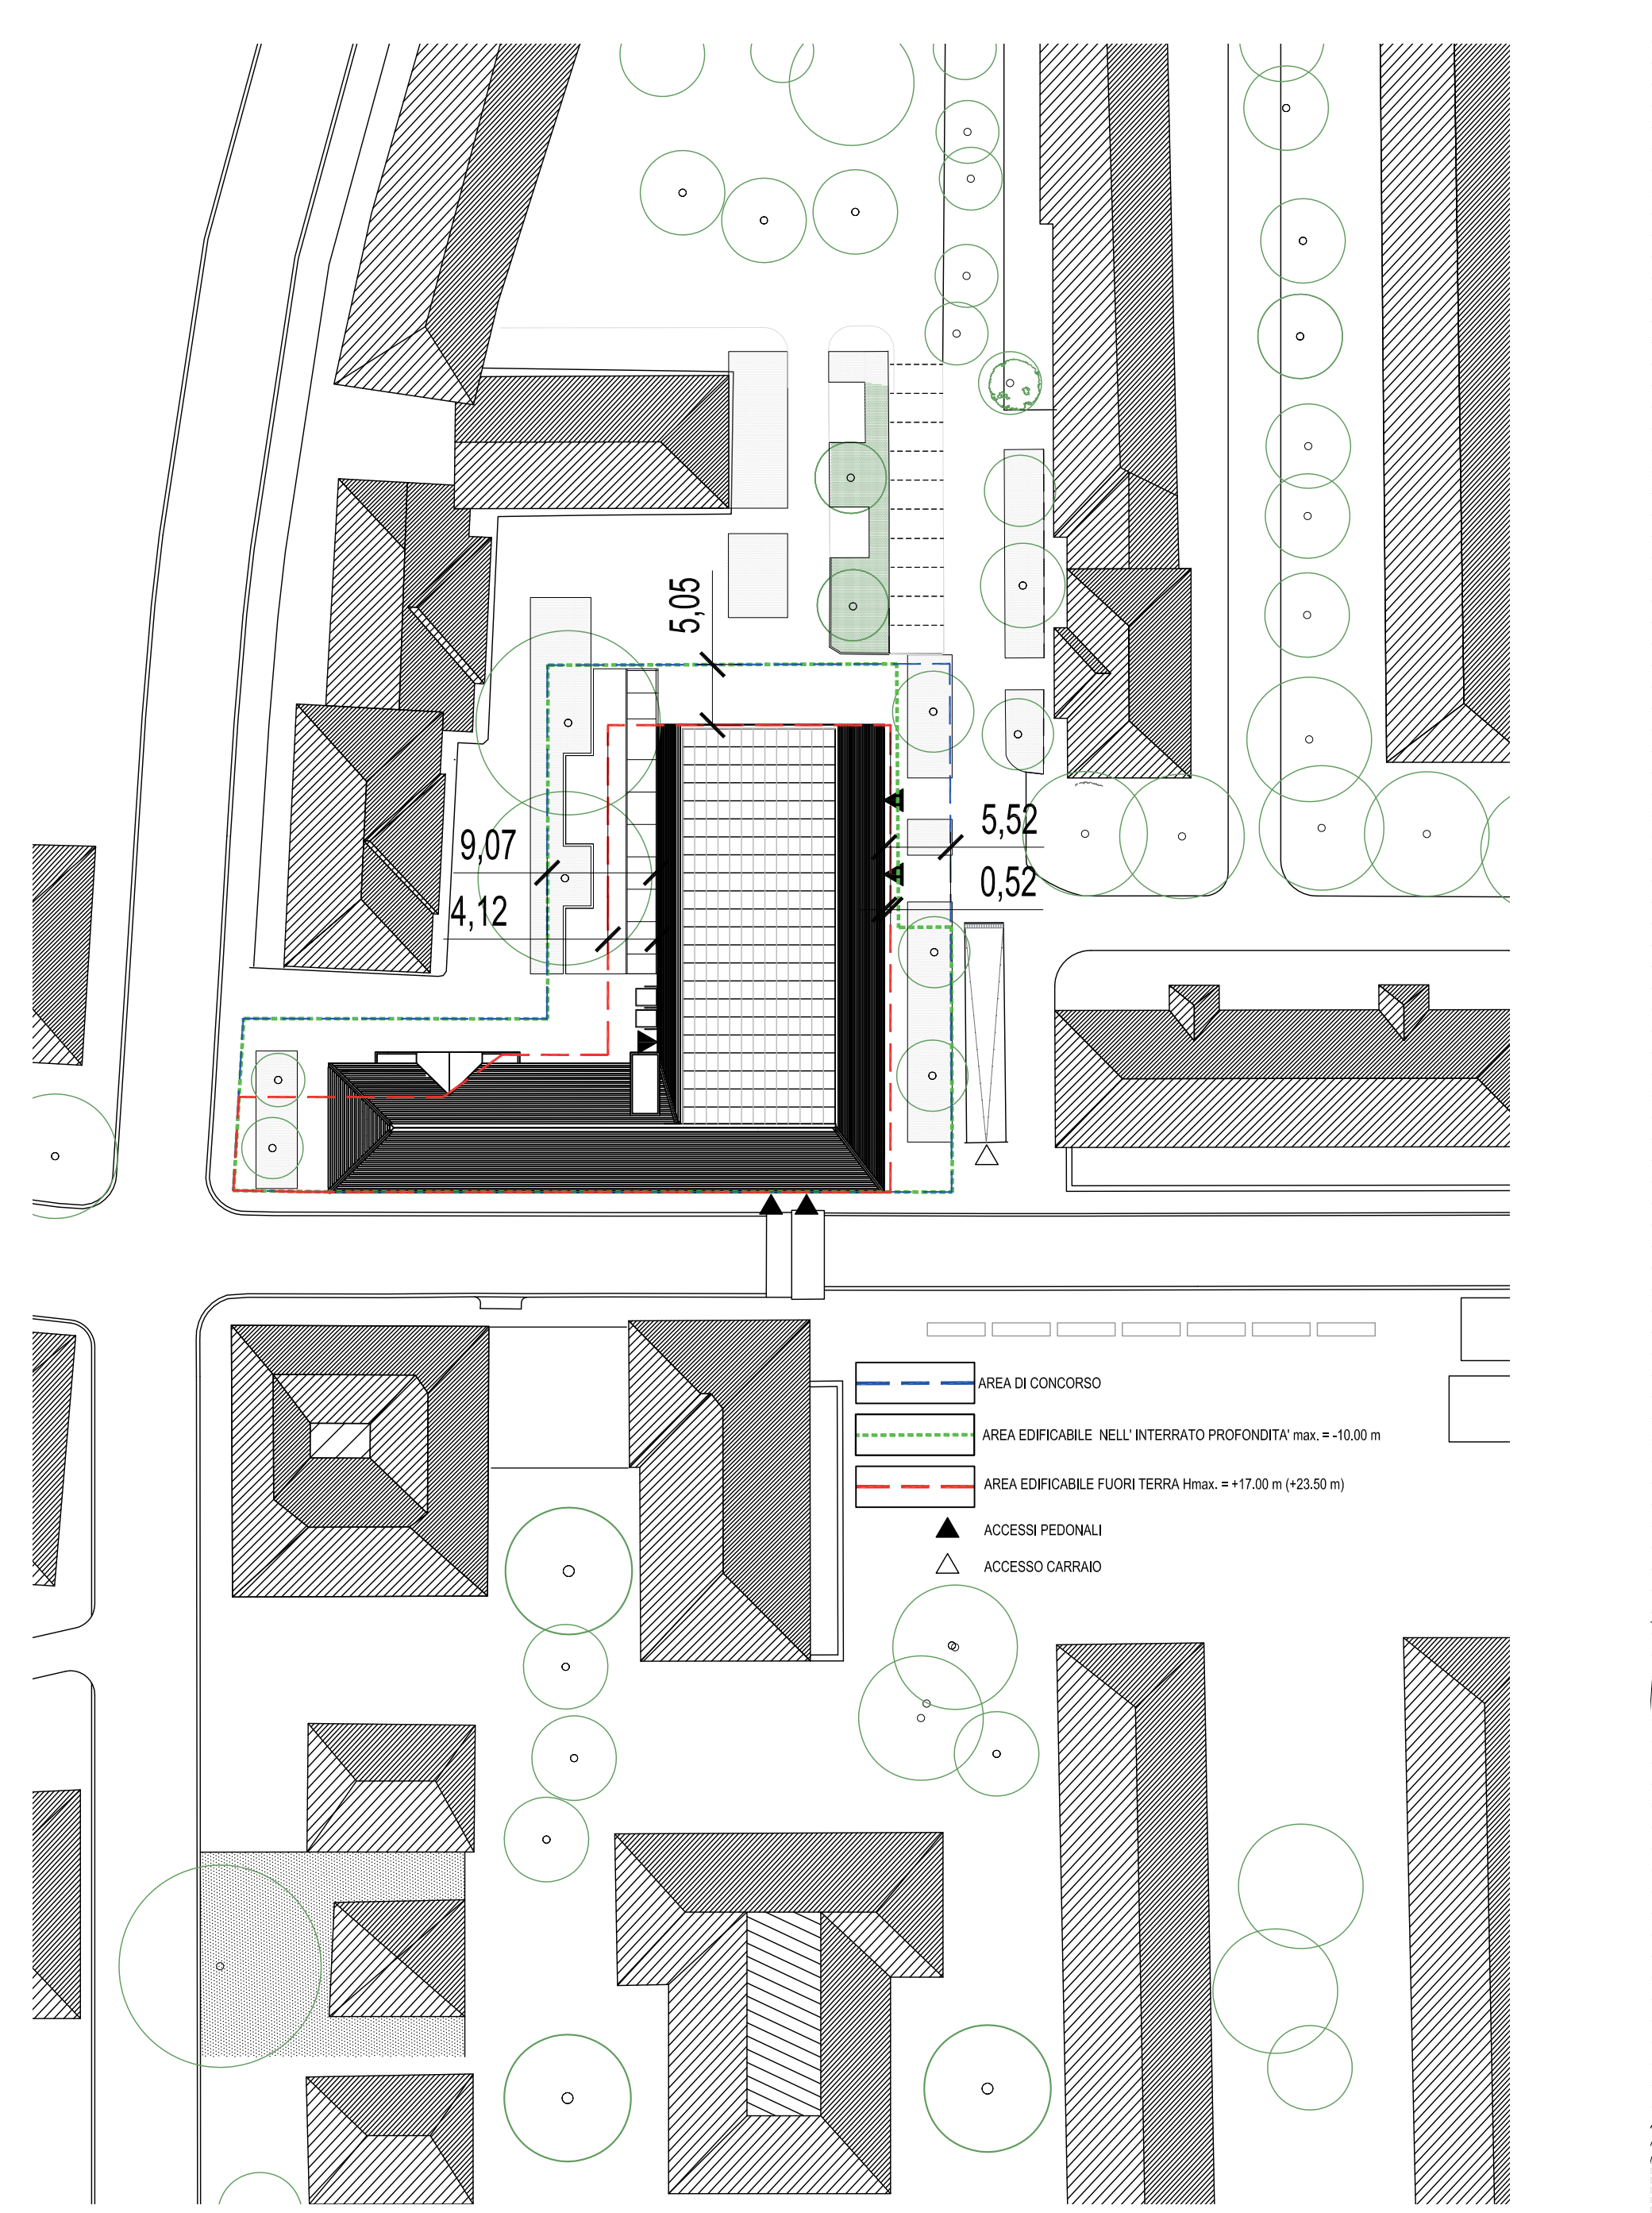 5,05
9,07
5,52
4,12
0,52
AREA DI CONCORSO
AREA EDIFICABILE NELL' INTERRATO PROFONDITA' max. = -10.00 m
AREA EDIFICABILE FUORI TERRA Hmax. = +17.00 m (+23.50 m)
ACCESSI PEDONALI
ACCESSO CARRAIO